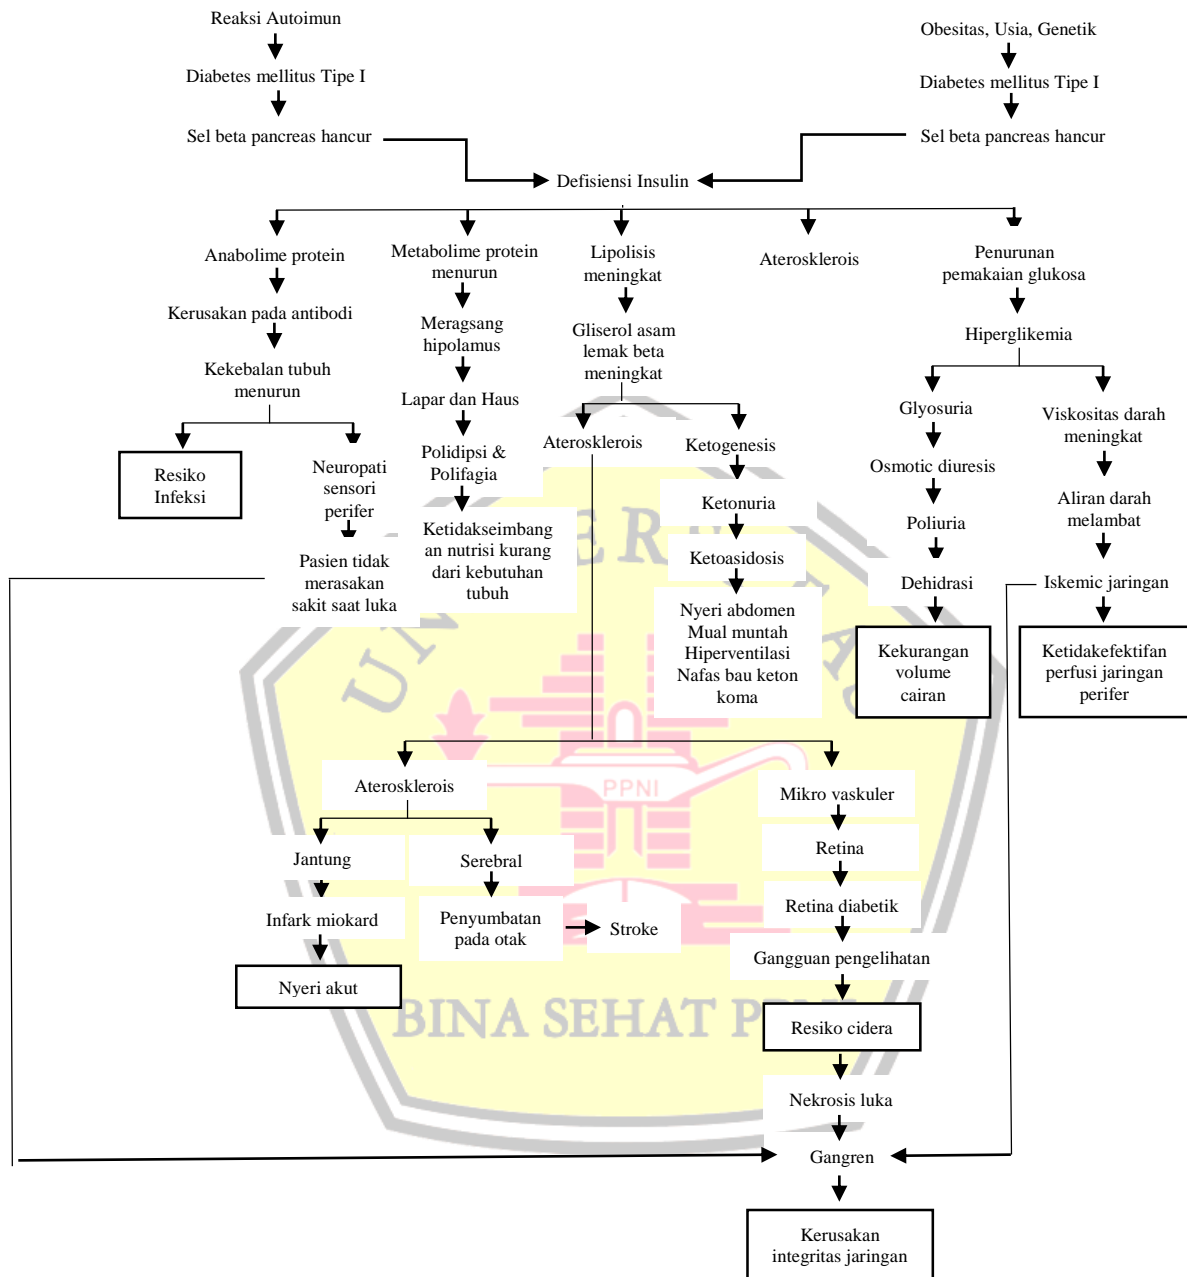 Reaksi Autoimun
Obesitas, Usia, Genetik
Diabetes mellitus Tipe I
Diabetes mellitus Tipe I
Sel beta pancreas hancur
Sel beta pancreas hancur
Defisiensi Insulin
Anabolime protein
Metabolime protein
menurun
Lipolisis
meningkat
Aterosklerois
Penurunan
pemakaian glukosa
Kerusakan pada antibodi
Meragsang
hipolamus
Gliserol asam
lemak beta
meningkat
Hiperglikemia
Kekebalan tubuh
menurun
Lapar dan Haus
Glyosuria
Viskositas darah
meningkat
Aterosklerois
Ketogenesis
Resiko
Infeksi
Neuropati
sensori
perifer
Polidipsi &
Polifagia
Osmotic diuresis
Aliran darah
melambat
Ketonuria
Poliuria
Ketidakseimbang
an nutrisi kurang
dari kebutuhan
tubuh
Pasien tidak
merasakan
sakit saat luka
Ketoasidosis
Dehidrasi
Iskemic jaringan
Nyeri abdomen
Mual muntah
Hiperventilasi
Nafas bau keton
koma
Kekurangan
volume
cairan
Ketidakefektifan
perfusi jaringan
perifer
PPNI
Aterosklerois
Mikro vaskuler
Jantung
Serebral
Retina
Infark miokard
Penyumbatan
pada otak
Stroke
Retina diabetik
Gangguan pengelihatan
Nyeri akut
BINA SEHAT P
Resiko cidera
Nekrosis luka
Gangren
Kerusakan
integritas jaringan